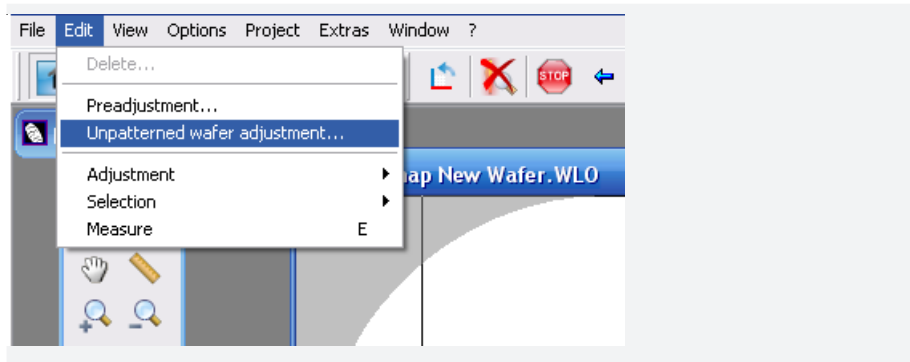 File Edit View Options Project Extras Window ?
Delete...
STOP
Preadjustment...
Unpatterned wafer adjustment...
Adjustment
ap New Wafer.WLO
Selection
Measure E